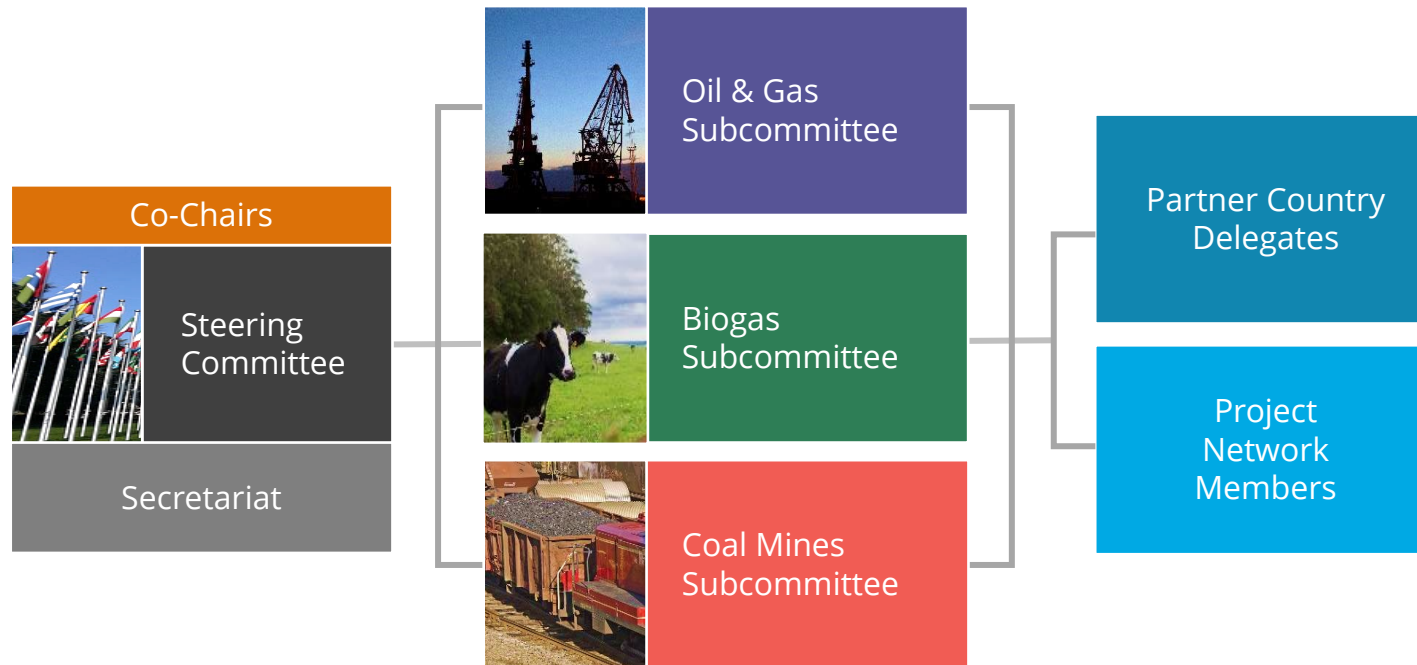 Co-Chairs
Steering
Committee
Secretariat
Oil & Gas
Subcommittee
Biogas
Subcommittee
Coal Mines
Subcommittee
Partner Country
Delegates
Project
Network
Members